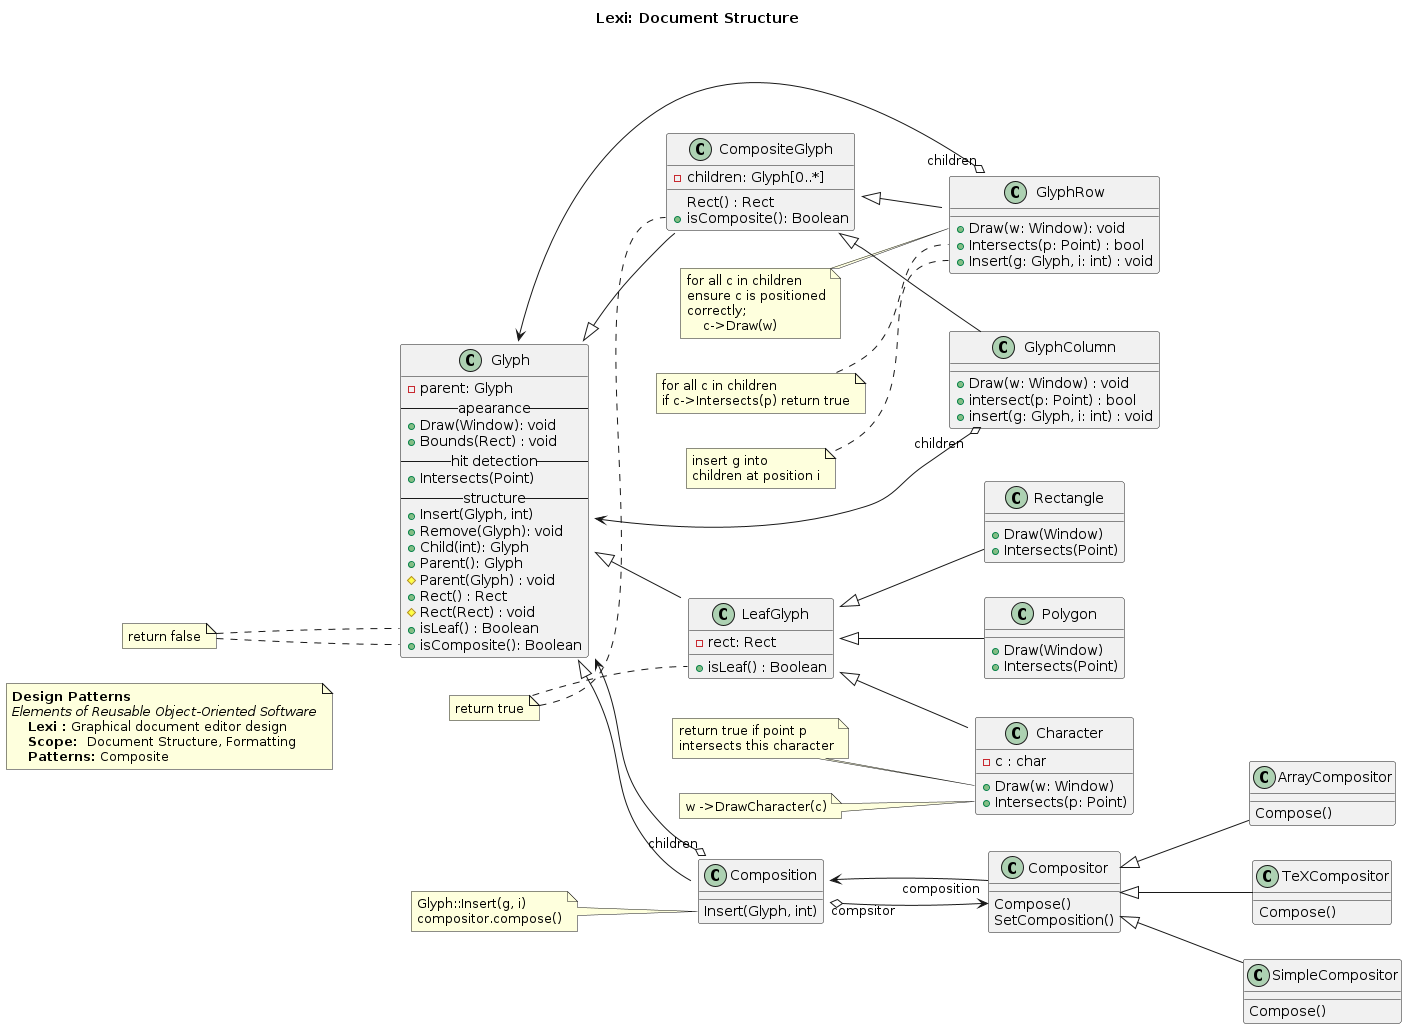 Lexi: Document Structure
C CompositeGlyph
children: Glyph[0..*]
Rect() : Rect
isComposite(): Boolean
children
C GlyphRow
Draw(w: Window): void
Intersects(p: Point) : bool
Insert(g: Glyph, i: int) : void
for all c in children
ensure c is positioned
correctly;
c->Draw(w)
for all c in children
if c->Intersects(p) return true
insert g into
children at position i
C GlyphColumn
Draw(w: Window) : void
intersect(p: Point) : bool
insert(g: Glyph, i: int) : void
children
C Glyph
parent: Glyph
apearance
Draw(Window): void
Bounds(Rect) : void
hit detection
Intersects(Point)
structure
Insert(Glyph, int)
Remove(Glyph): void
Child(int): Glyph
Parent(): Glyph
Parent(Glyph) : void
Rect() : Rect
Rect(Rect) : void
isLeaf() : Boolean
isComposite(): Boolean
return false
Design Patterns
Elements of Reusable Object-Oriented Software
Lexi : Graphical document editor design
Scope: Document Structure, Formatting
Patterns: Composite
return true
C LeafGlyph
rect: Rect
isLeaf() : Boolean
C Rectangle
Draw(Window)
Intersects(Point)
C Polygon
Draw(Window)
Intersects(Point)
C Character
c : char
Draw(w: Window)
Intersects(p: Point)
return true if point p
intersects this character
w ->DrawCharacter(c)
children
C Composition
Insert(Glyph, int)
Glyph::Insert(g, i)
compositor.compose()
composition
compsitor
C Compositor
Compose()
SetComposition()
C ArrayCompositor
Compose()
C TeXCompositor
Compose()
C SimpleCompositor
Compose()